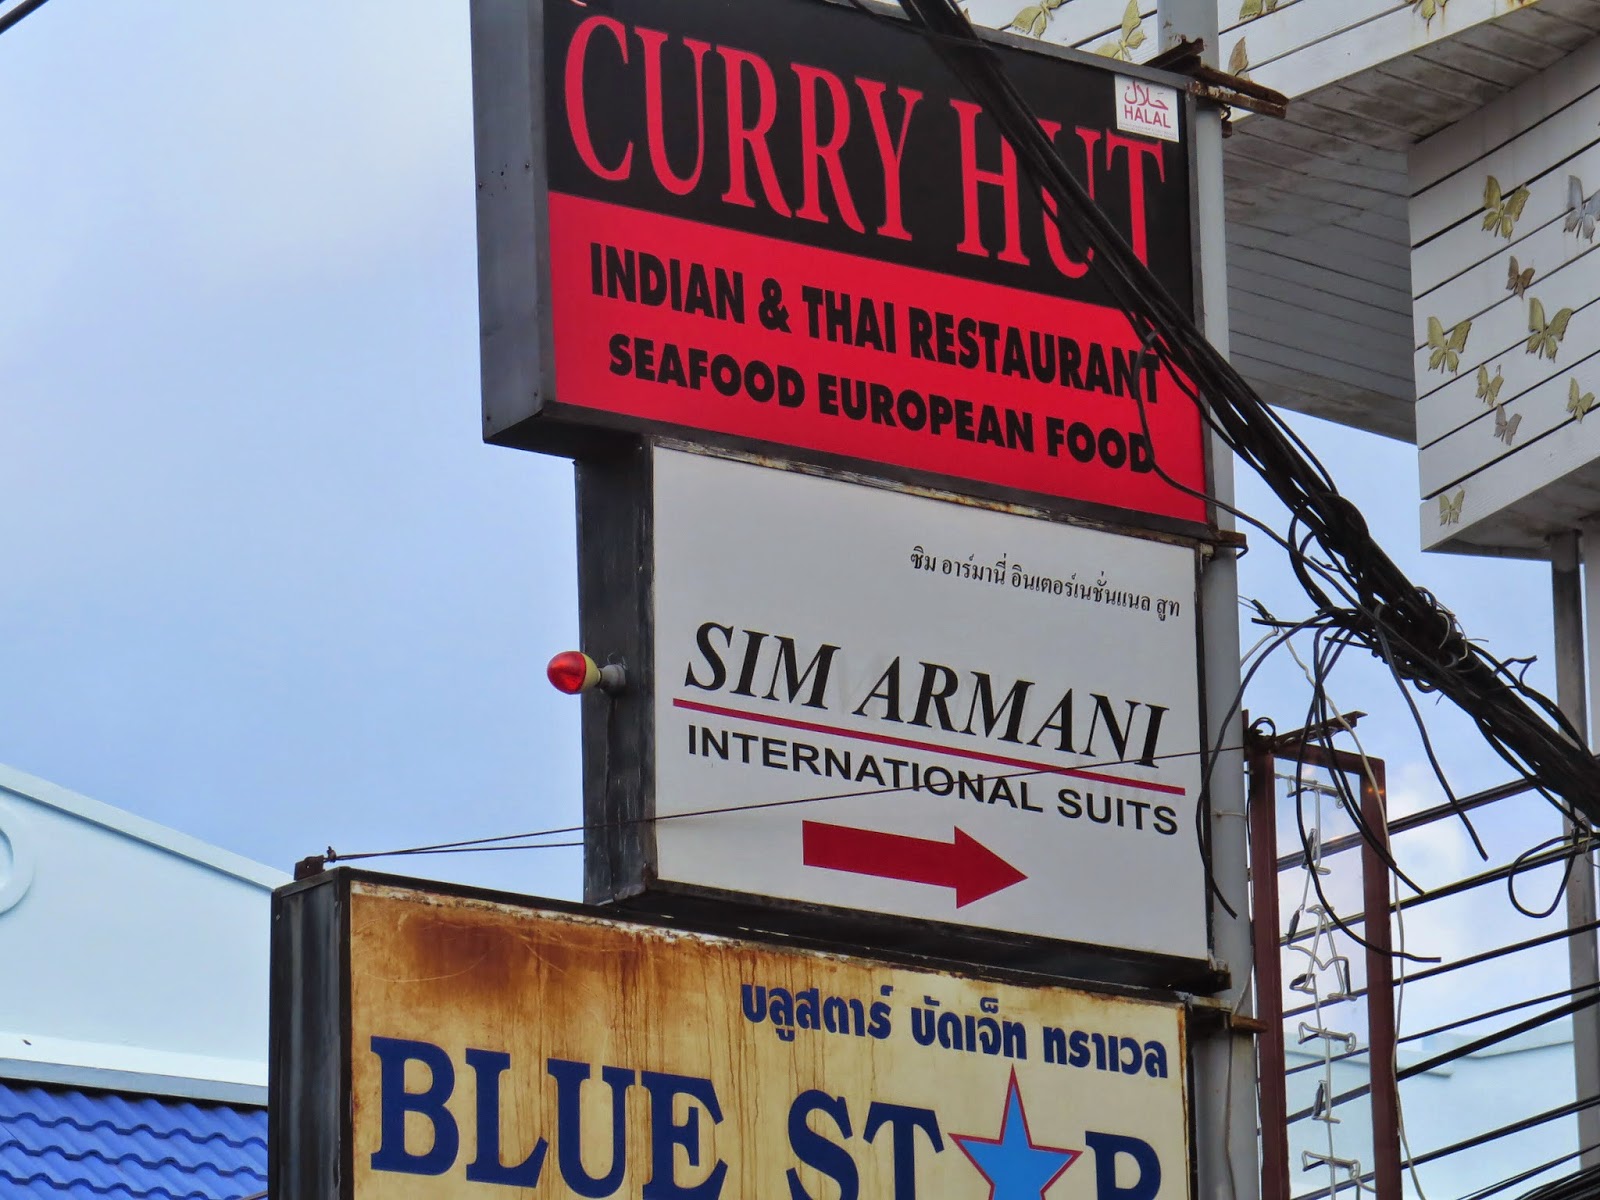 CURRY HUT
حلال
HALAL
INDIAN & THAI RESTAURANT
SEAFOOD EUROPEAN FOOD
ซิม อาร์มานี่ อินเตอร์เนชั่นแนล สูท
SIM ARMANI
INTERNATIONAL SUITS
บลูสตาร์ บัดเจ็ท ทราเวล
BLUE STAR